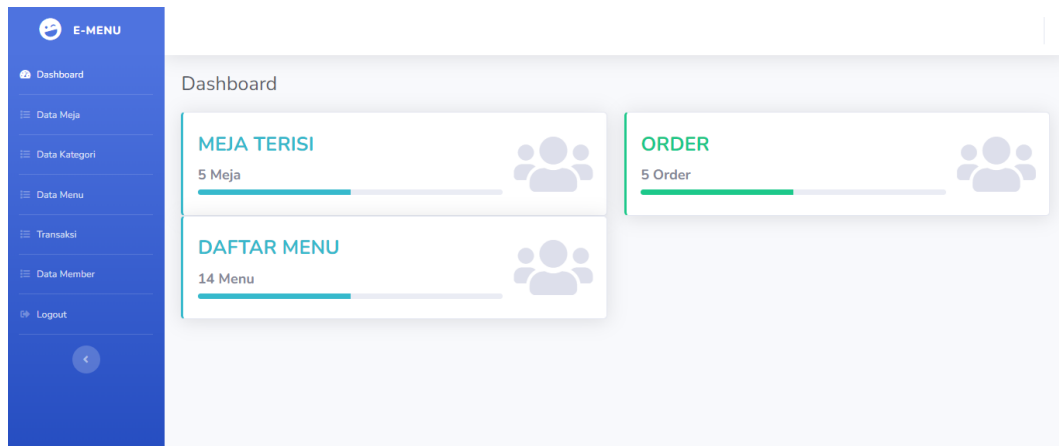 E-MENU
Dashboard
Data Meja
Data Kategori
Data Menu
Transaksi
Data Member
Logout
Dashboard
MEJA TERISI
5 Meja
ORDER
5 Order
DAFTAR MENU
14 Menu